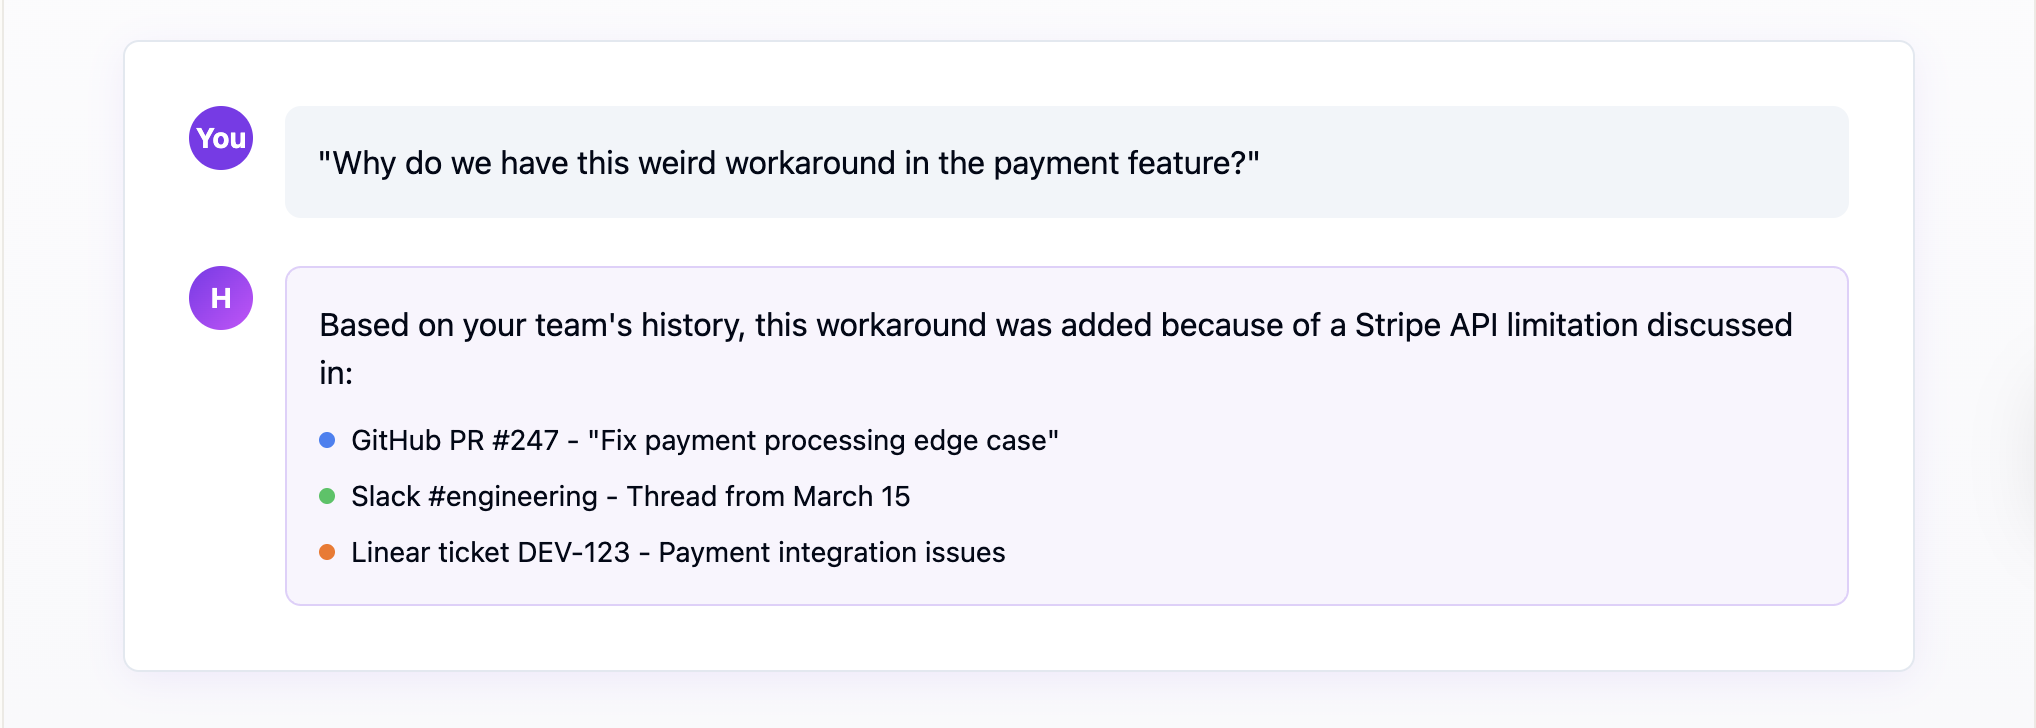 You
"Why do we have this weird workaround in the payment feature?"
H
Based on your team's history, this workaround was added because of a Stripe API limitation discussed
in:
GitHub PR #247 - "Fix payment processing edge case"
Slack #engineering - Thread from March 15
Linear ticket DEV-123 - Payment integration issues